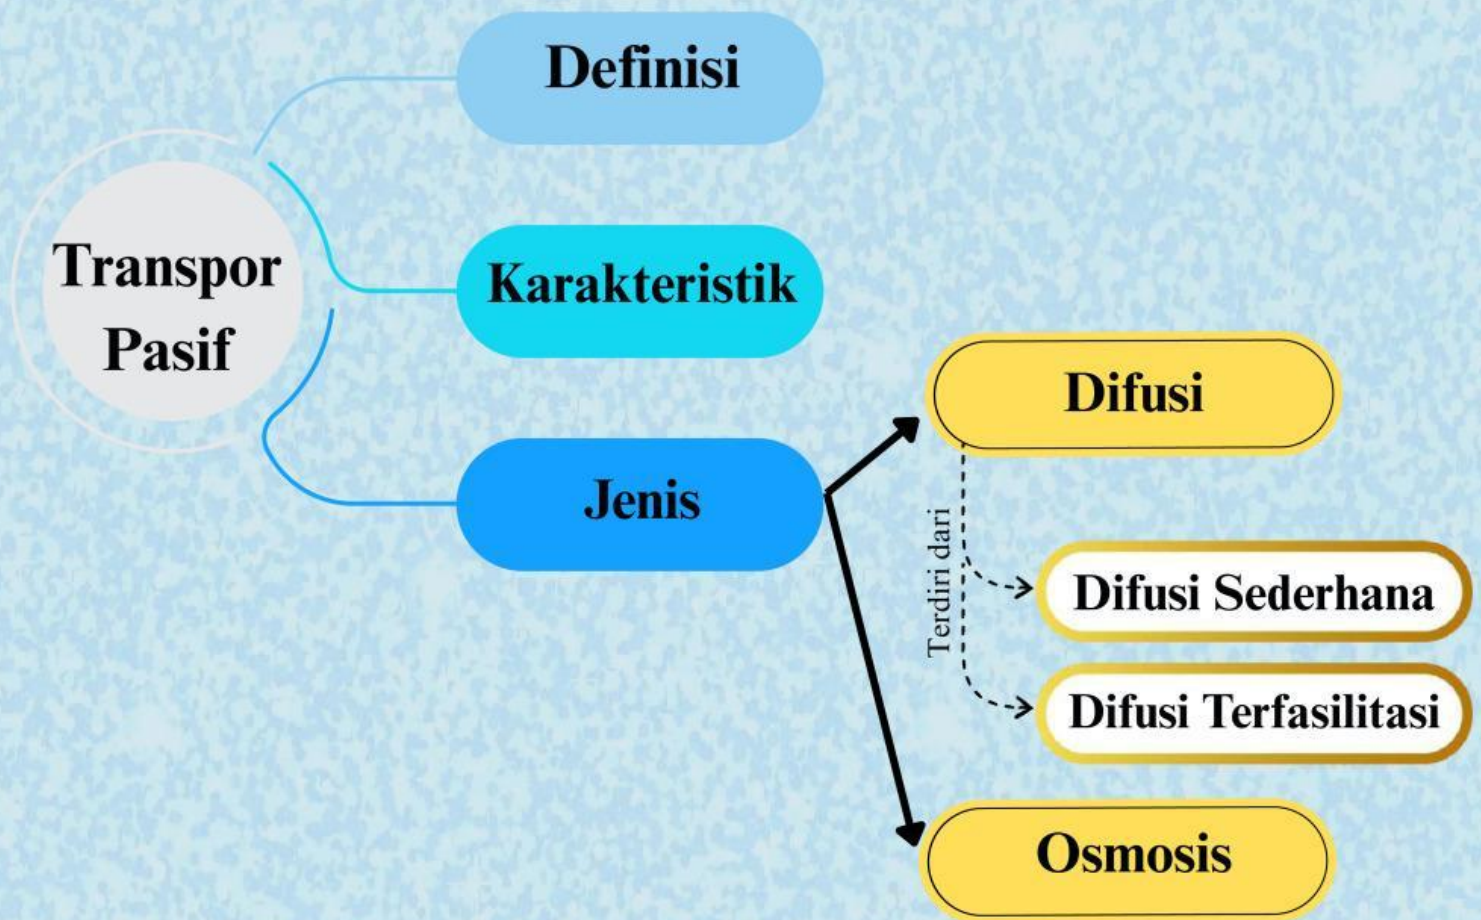 Definisi
Transpor
Pasif
Karakteristik
Jenis
Difusi
Terdiri dari
Difusi Sederhana
Difusi Terfasilitasi
Osmosis